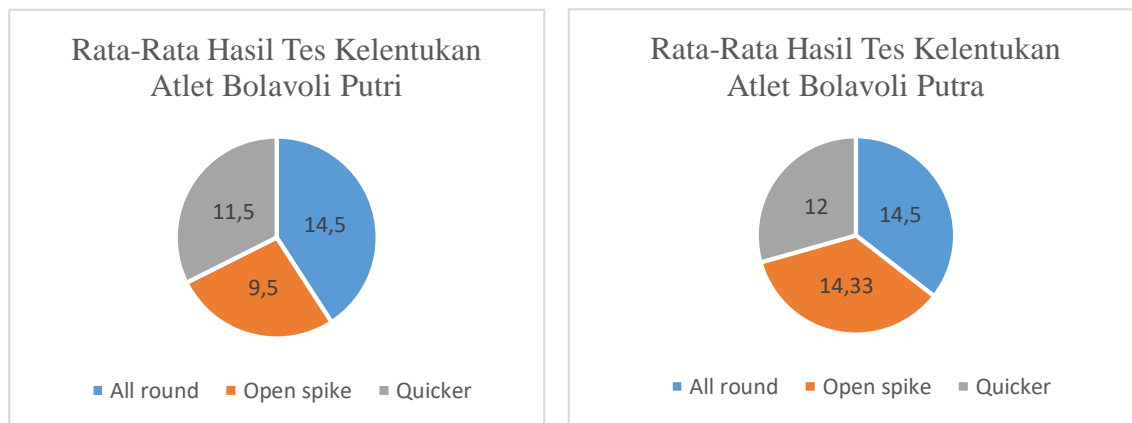 Rata-Rata Hasil Tes Kelentukan
Atlet Bolavoli Putri
11,5
14,5
9,5
All round Open spike Quicker
Rata-Rata Hasil Tes Kelentukan
Atlet Bolavoli Putra
12
14,5
14,33
All round Open spike Quicker